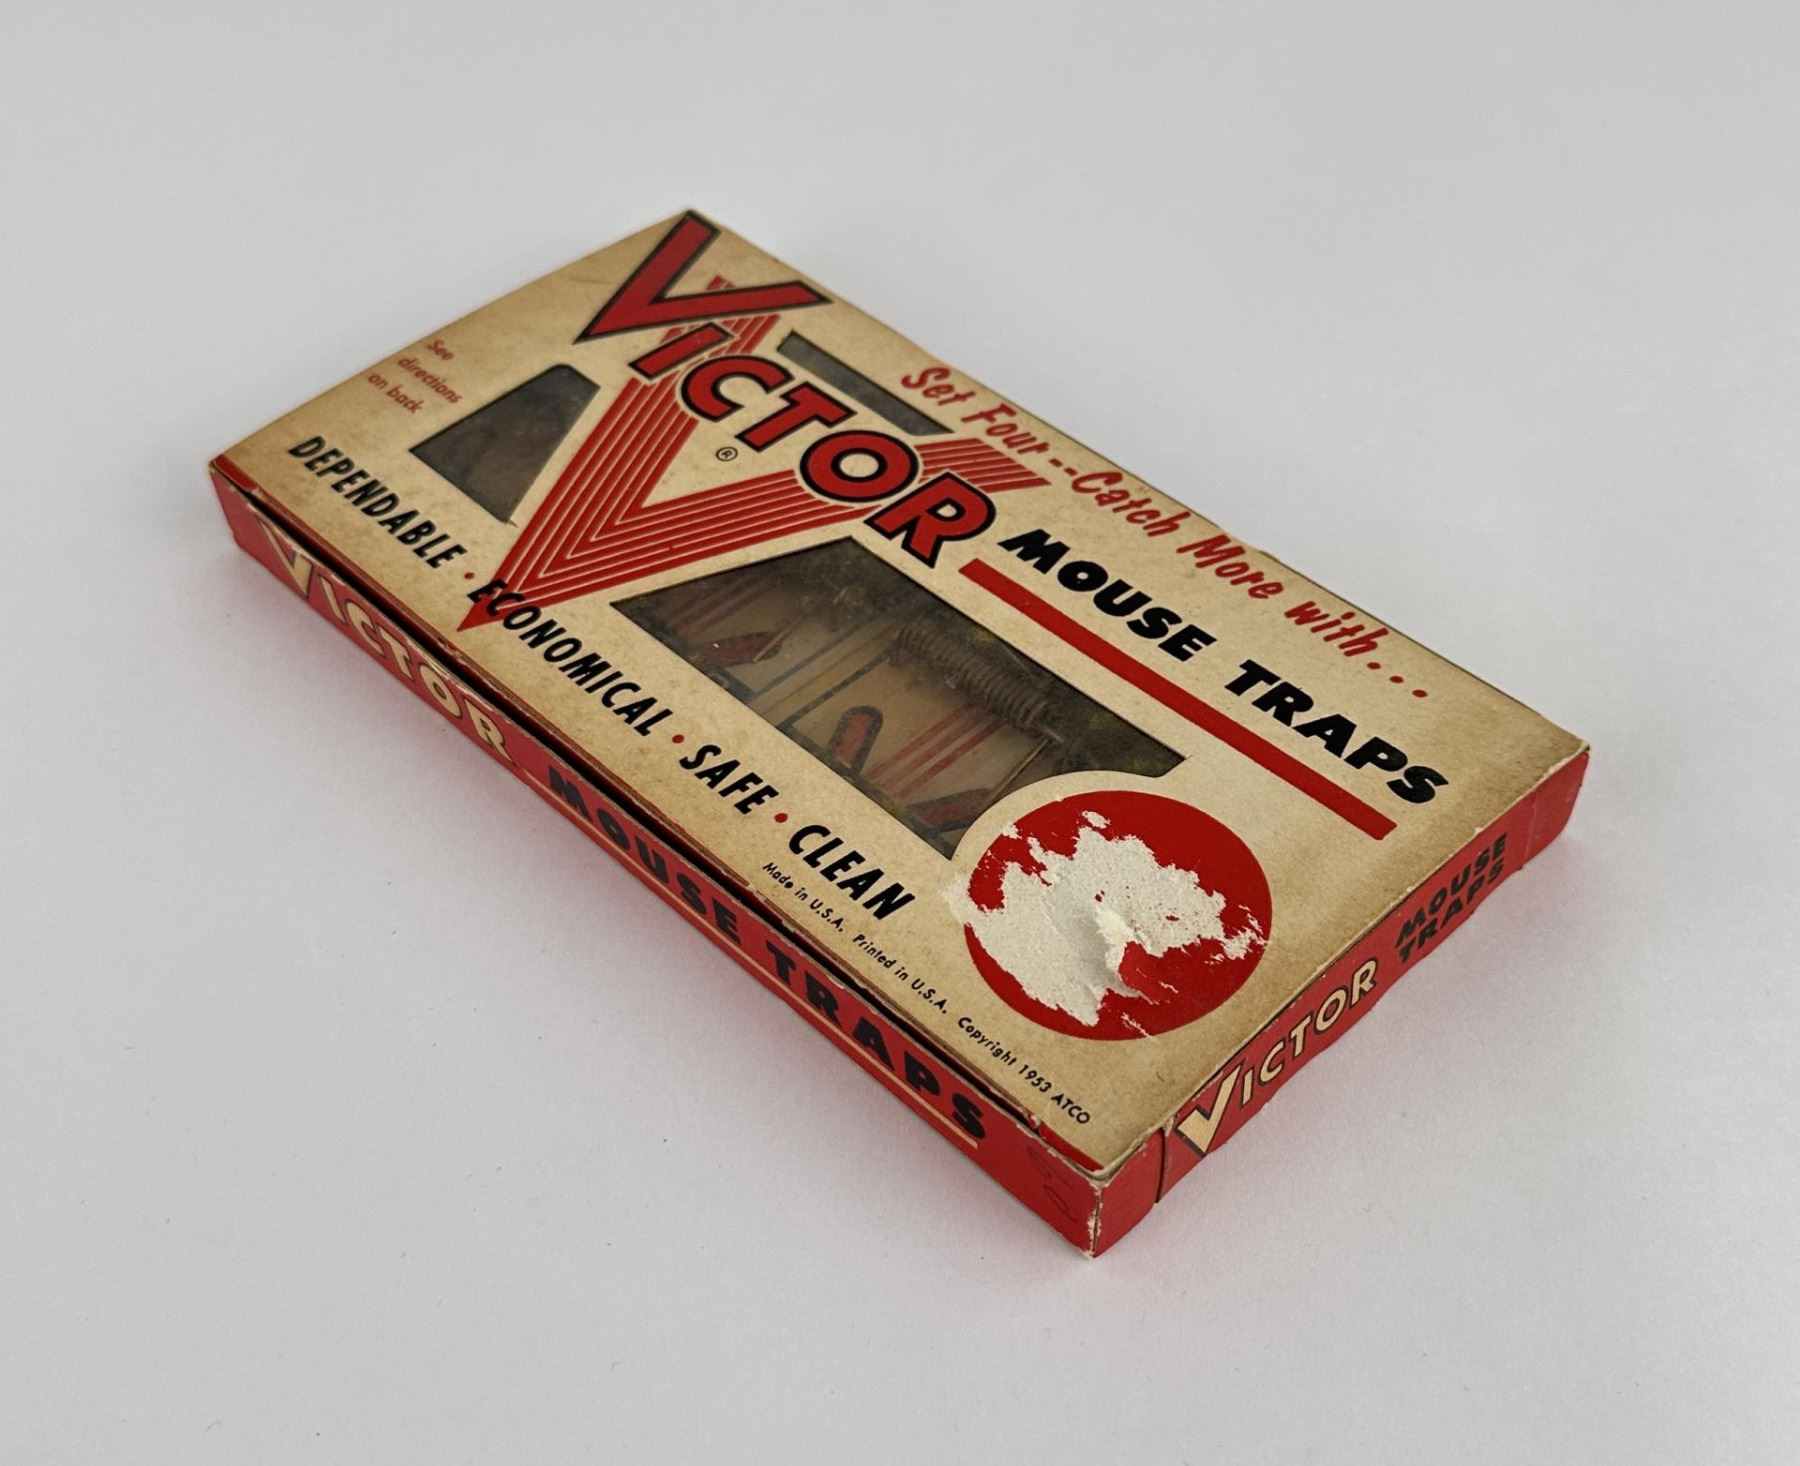 Set Four--Catch More with...
VICTOR
®
MOUSE TRAPS
See
directions
on back
DEPENDABLE • ECONOMICAL • SAFE • CLEAN
Made in U.S.A. Printed in U.S.A. Copyright 1953 ATCO
VICTOR MOUSE TRAPS
VICTOR
MOUSE
TRAPS